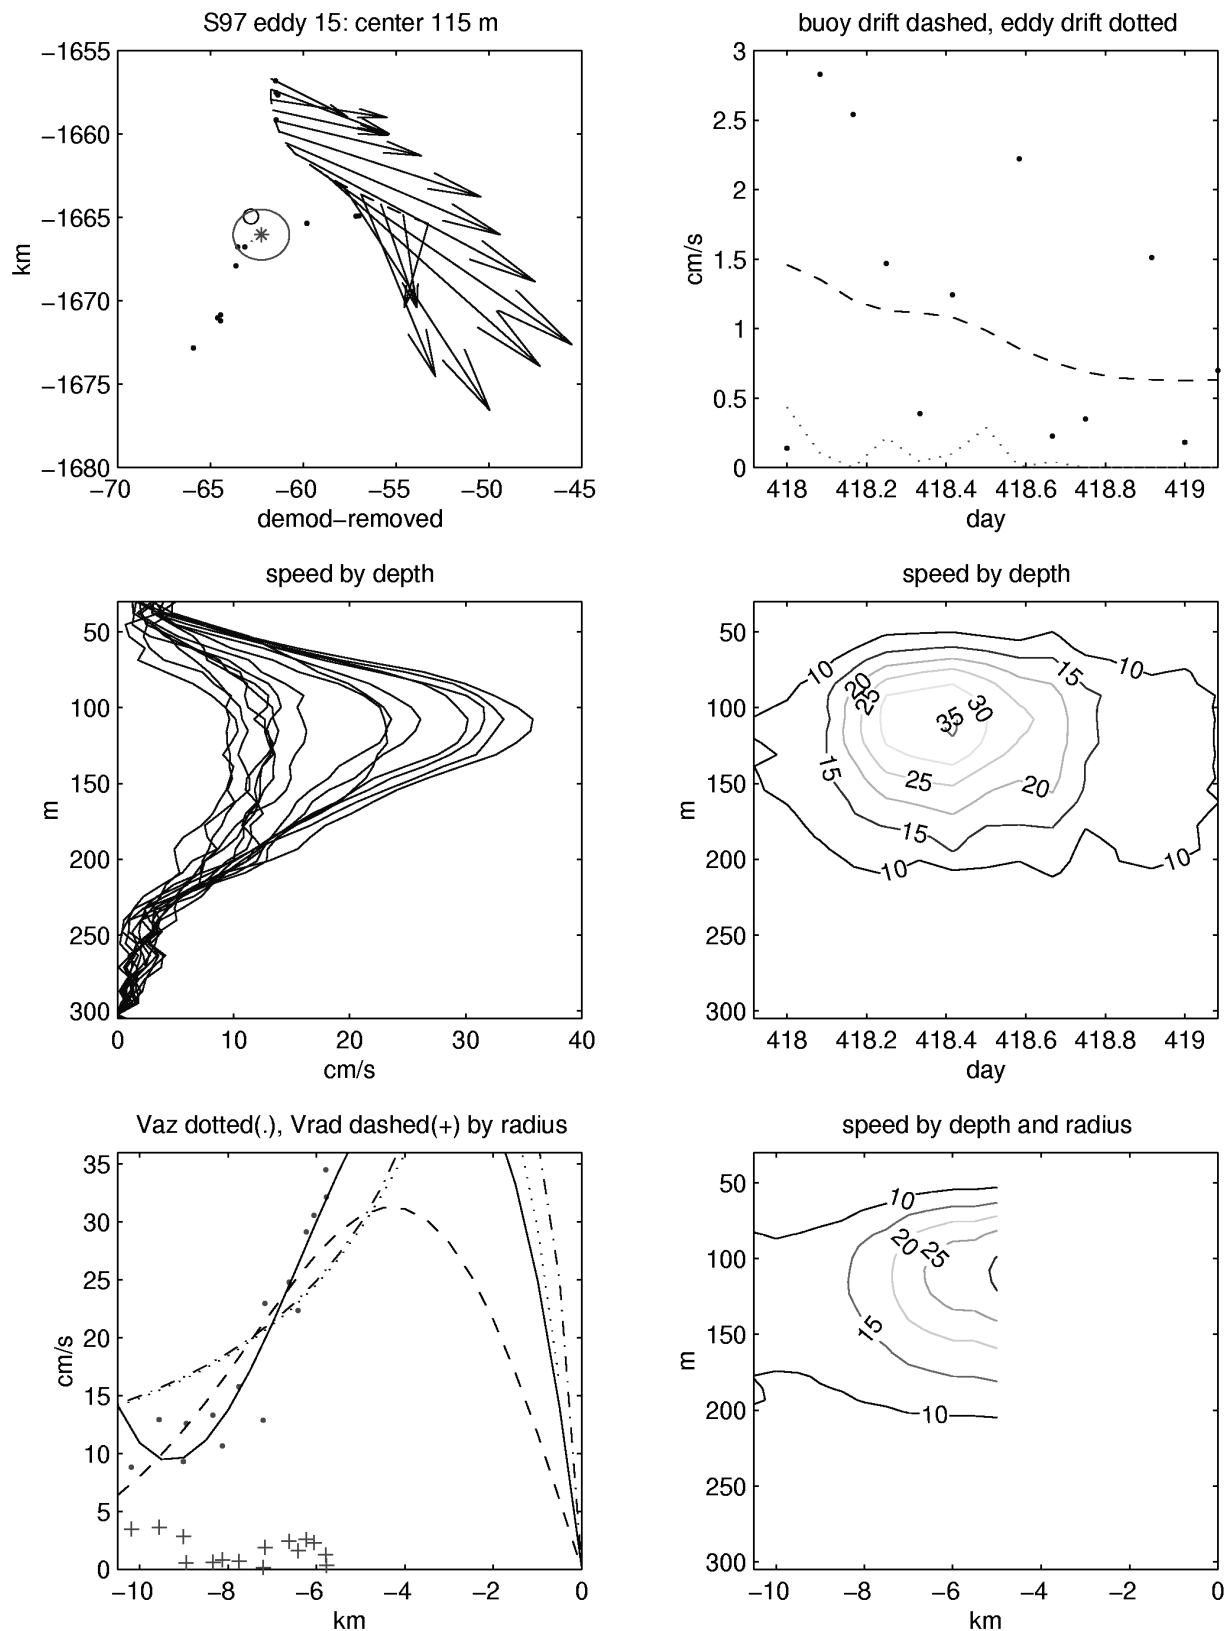 S97 eddy 15: center 115 m
−1655
−1660
−1665
−1670
−1675
−1680
km
−70 −65 −60 −55 −50 −45
demod−removed
buoy drift dashed, eddy drift dotted
3
2.5
2
1.5
1
0.5
0
cm/s
418 418.2 418.4 418.6 418.8 419
day
speed by depth
50
100
150
200
250
300
m
0 10 20 30 40
cm/s
speed by depth
50
100
150
200
250
300
m
10 15 10
20
25 30
35
15 25 20
15
10 10
418 418.2 418.4 418.6 418.8 419
day
Vaz dotted(.), Vrad dashed(+) by radius
35
30
25
20
15
10
5
0
cm/s
−10 −8 −6 −4 −2 0
km
speed by depth and radius
50
100
150
200
250
300
m
10
20 25
15
10
−10 −8 −6 −4 −2 0
km